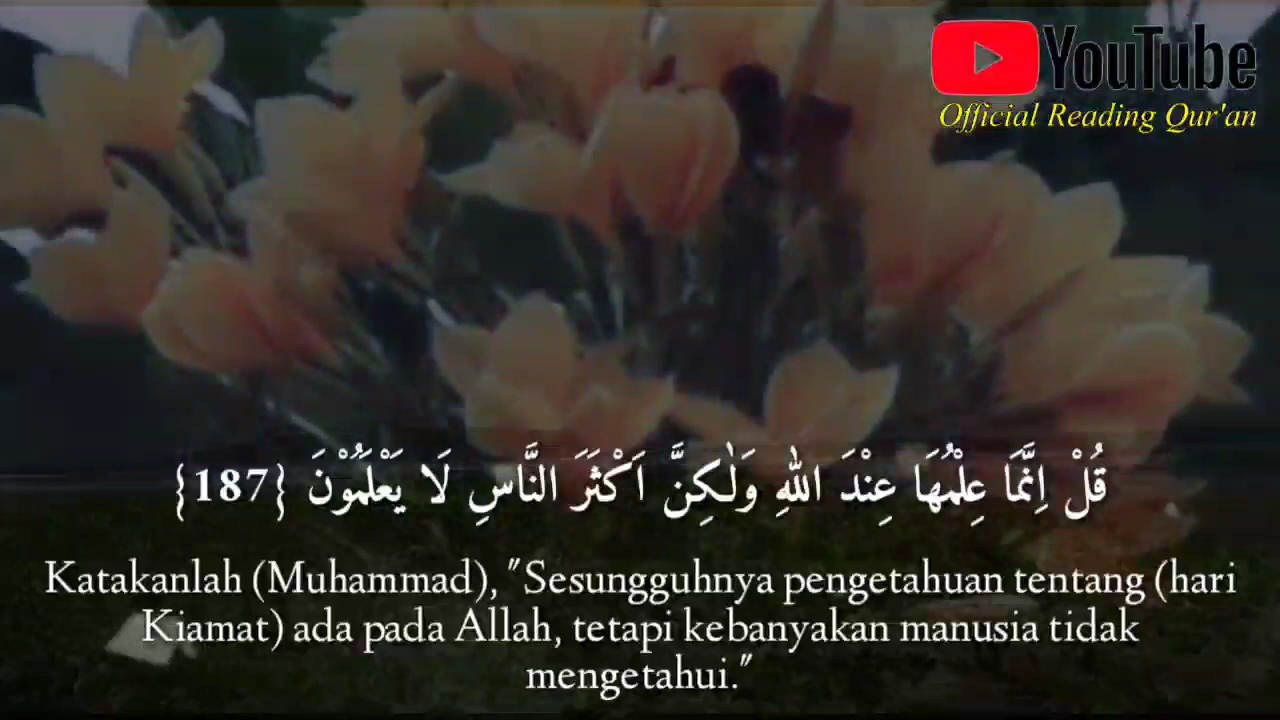 YouTube
Official Reading Qur'an
قُلْ اِنَّمَا عِلْمُهَا عِنْدَ اللّٰهِ وَلٰكِنَّ اَكْثَرَ النَّاسِ لَا يَعْلَمُوْنَ {187}
Katakanlah (Muhammad), "Sesungguhnya pengetahuan tentang (hari
Kiamat) ada pada Allah, tetapi kebanyakan manusia tidak
mengetahui."